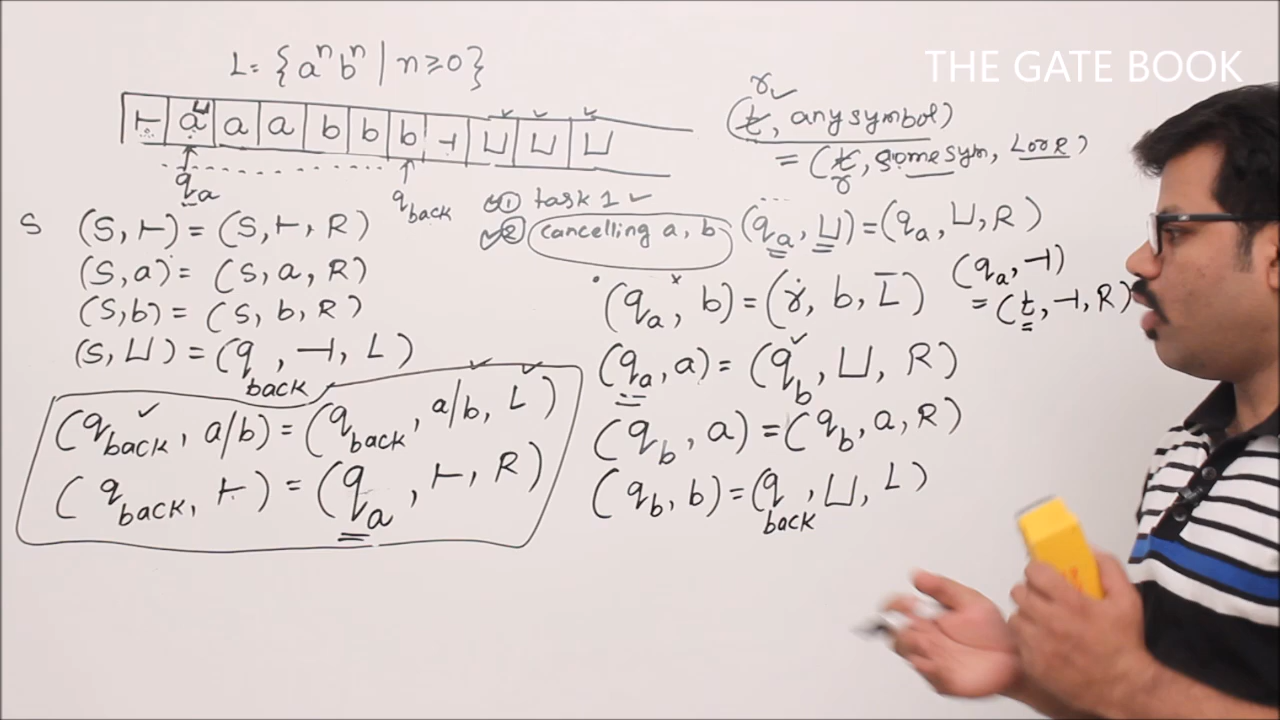 THE GATE BOOK
L = {aⁿbⁿ | n ≥ 0}
⊢ a a a b b b ⊣ ⊔ ⊔ ⊔
⊔
q_a
q_back
r
(t, any symbol)
= (t, some sym, L or R)
r
① task 1
② cancelling a, b
S
(S, ⊢) = (S, ⊢, R)
(S, a) = (S, a, R)
(S, b) = (S, b, R)
(S, ⊔) = (q_back, ⊣, L)
(q_back, a/b) = (q_back, a/b, L)
(q_back, ⊢) = (q_a, ⊢, R)
(q_a, ⊔) = (q_a, ⊔, R)
(q_a, b) = (r, b, L)
(q_a, ⊣)
= (t, ⊣, R)
(q_a, a) = (q_b, ⊔, R)
(q_b, a) = (q_b, a, R)
(q_b, b) = (q_back, ⊔, L)